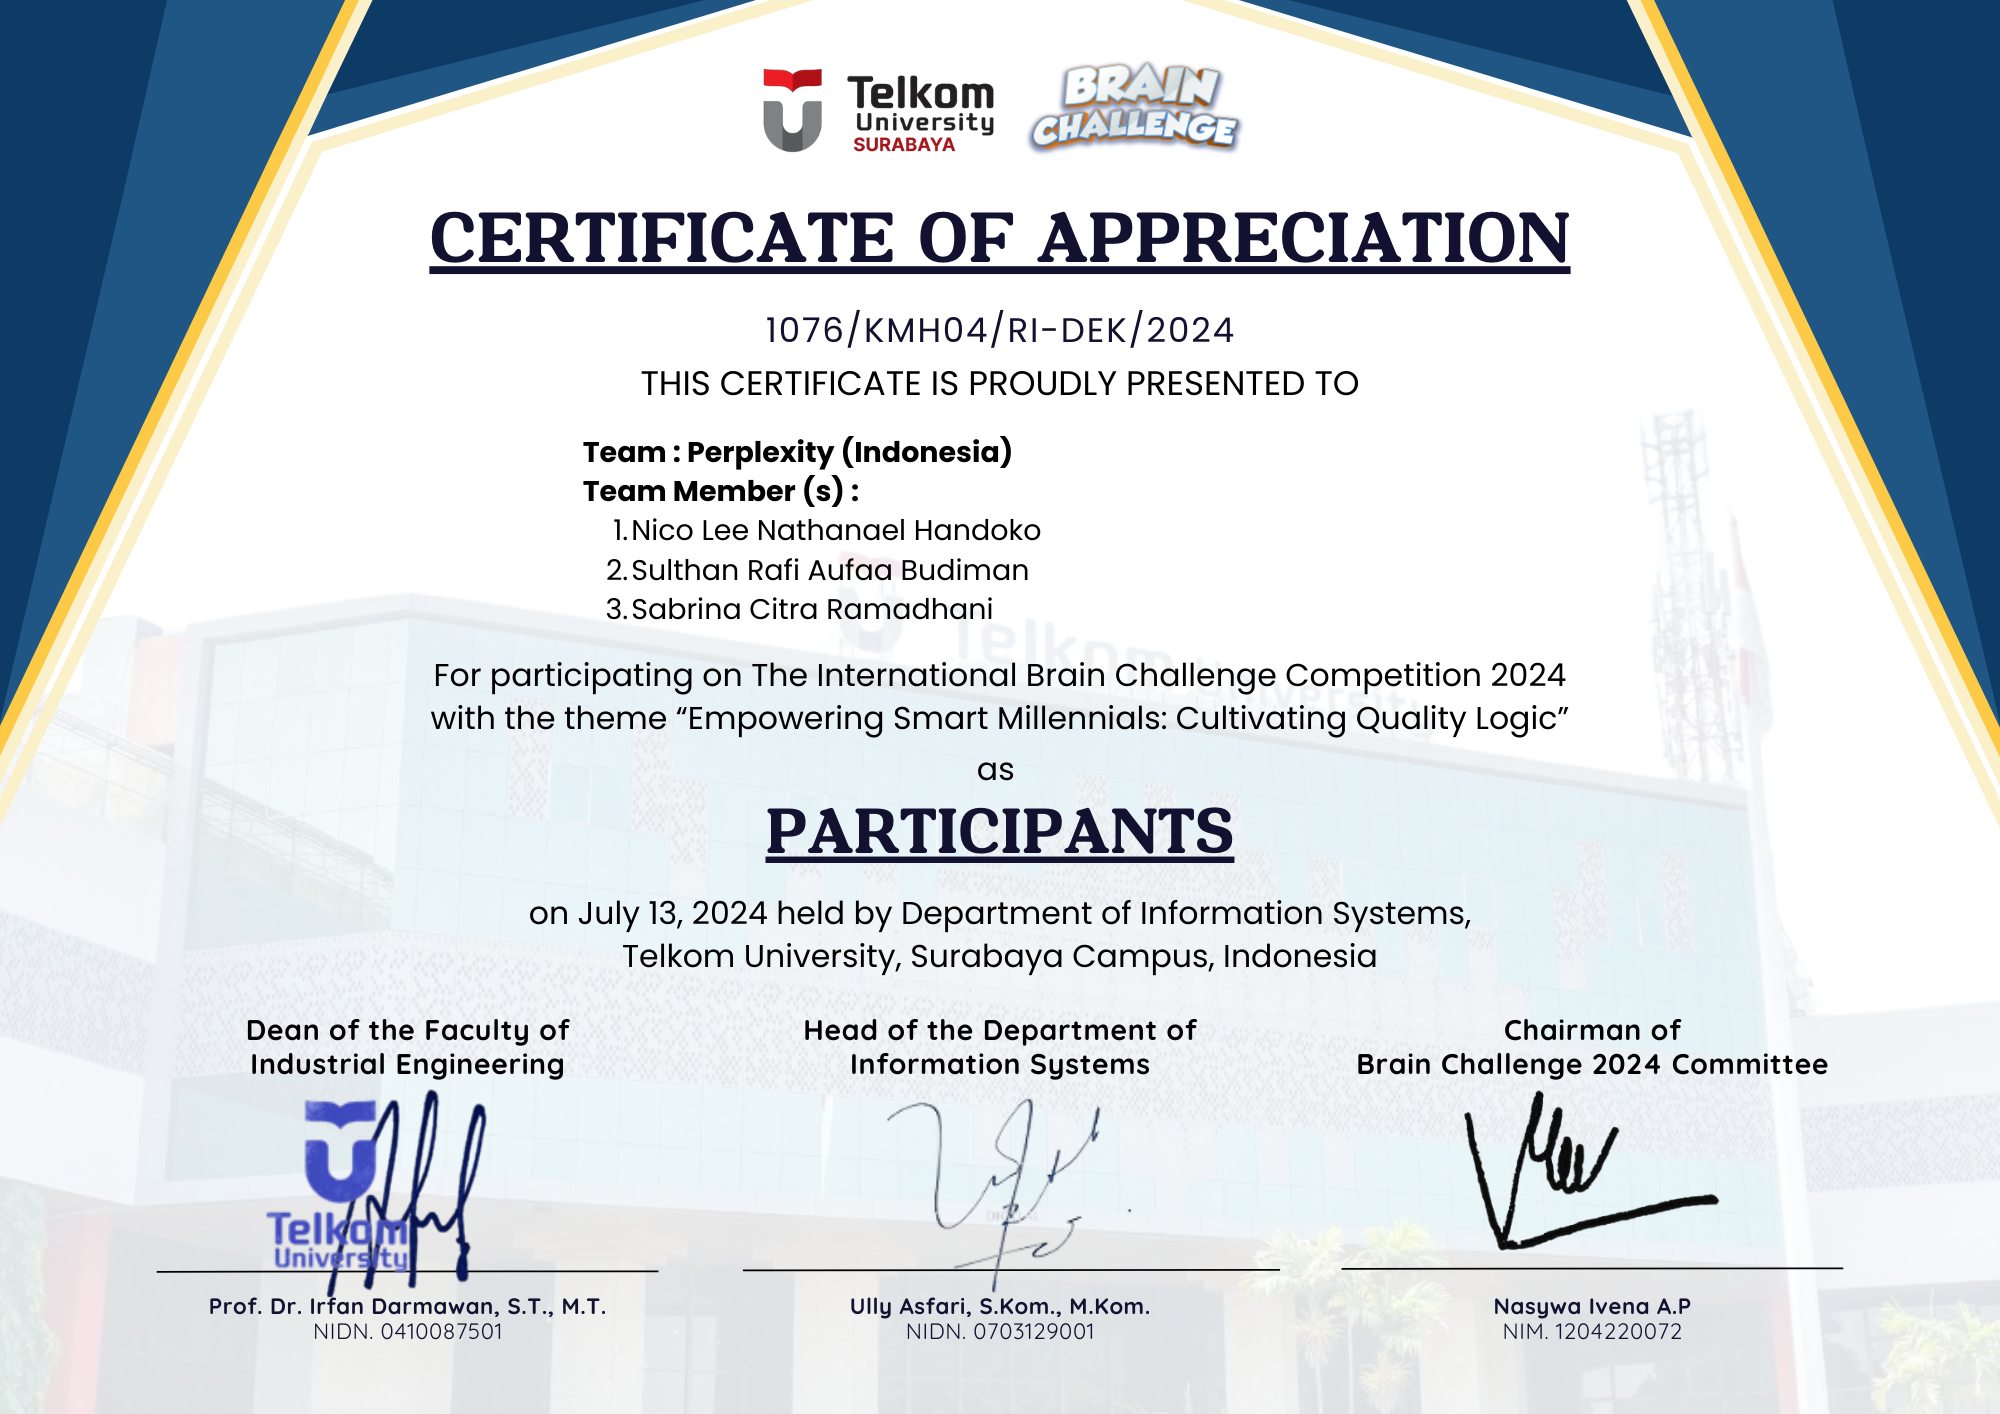 Telkom
University
SURABAYA
BRAIN
CHALLENGE
CERTIFICATE OF APPRECIATION
1076/KMH04/RI-DEK/2024
THIS CERTIFICATE IS PROUDLY PRESENTED TO
Team : Perplexity (Indonesia)
Team Member (s) :
1. Nico Lee Nathanael Handoko
2. Sulthan Rafi Aufaa Budiman
3. Sabrina Citra Ramadhani
Telkom University
For participating on The International Brain Challenge Competition 2024
with the theme “Empowering Smart Millennials: Cultivating Quality Logic”
as
PARTICIPANTS
on July 13, 2024 held by Department of Information Systems,
Telkom University, Surabaya Campus, Indonesia
Dean of the Faculty of
Industrial Engineering
Telkom
University
Prof. Dr. Irfan Darmawan, S.T., M.T.
NIDN. 0410087501
Head of the Department of
Information Systems
Ully Asfari, S.Kom., M.Kom.
NIDN. 0703129001
Chairman of
Brain Challenge 2024 Committee
Nasywa Ivena A.P
NIM. 1204220072